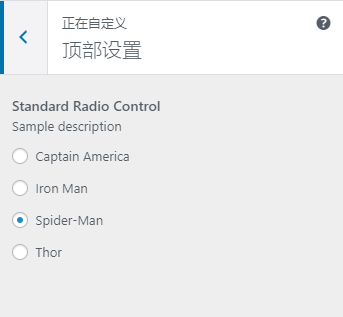 正在自定义
顶部设置
Standard Radio Control
Sample description
Captain America
Iron Man
Spider-Man
Thor